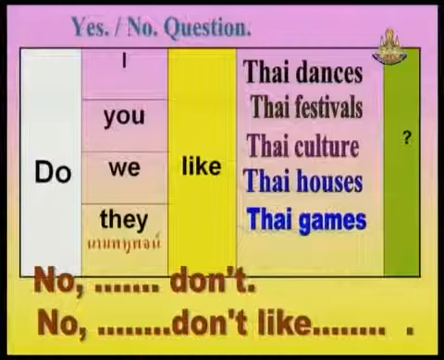 Yes. / No. Question.
I
you
we
they
Do
like
Thai dances
Thai festivals
Thai culture
Thai houses
Thai games
?
No, ....... don't.
No, ........don't like........ .